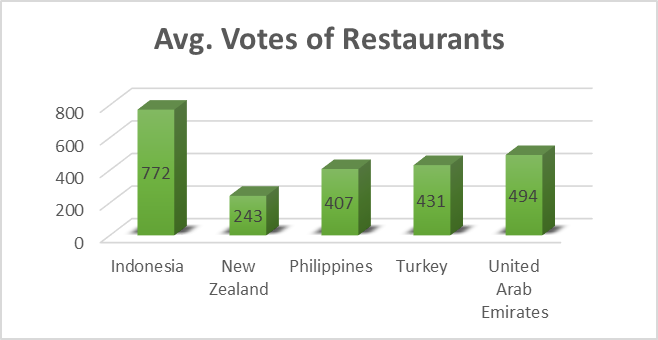 Avg. Votes of Restaurants
800
600
400
200
0
772
243
407
431
494
Indonesia
New
Zealand
Philippines
Turkey
United
Arab
Emirates